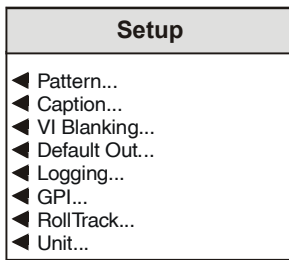 Setup
Pattern...
Caption...
VI Blanking...
Default Out...
Logging...
GPI...
RollTrack...
Unit...